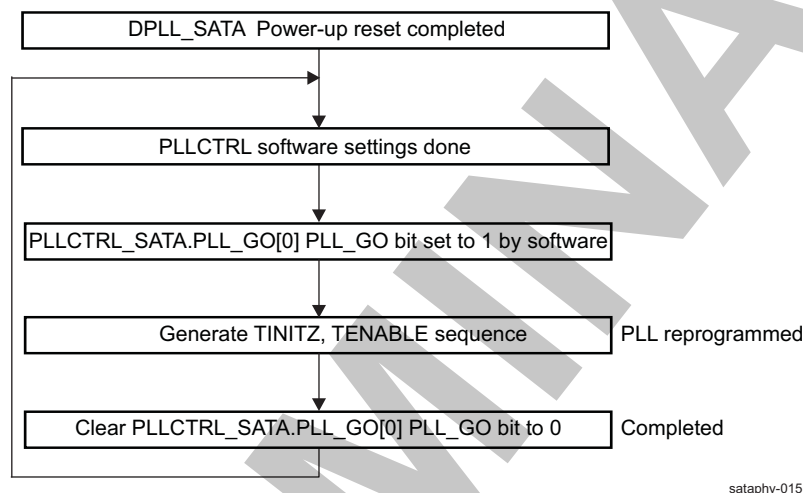 DPLL_SATA Power-up reset completed
PLLCTRL software settings done
PLLCTRL_SATA.PLL_GO[0] PLL_GO bit set to 1 by software
Generate TINITZ, TENABLE sequence PLL reprogrammed
Clear PLLCTRL_SATA.PLL_GO[0] PLL_GO bit to 0 Completed
sataphy-015
MINA